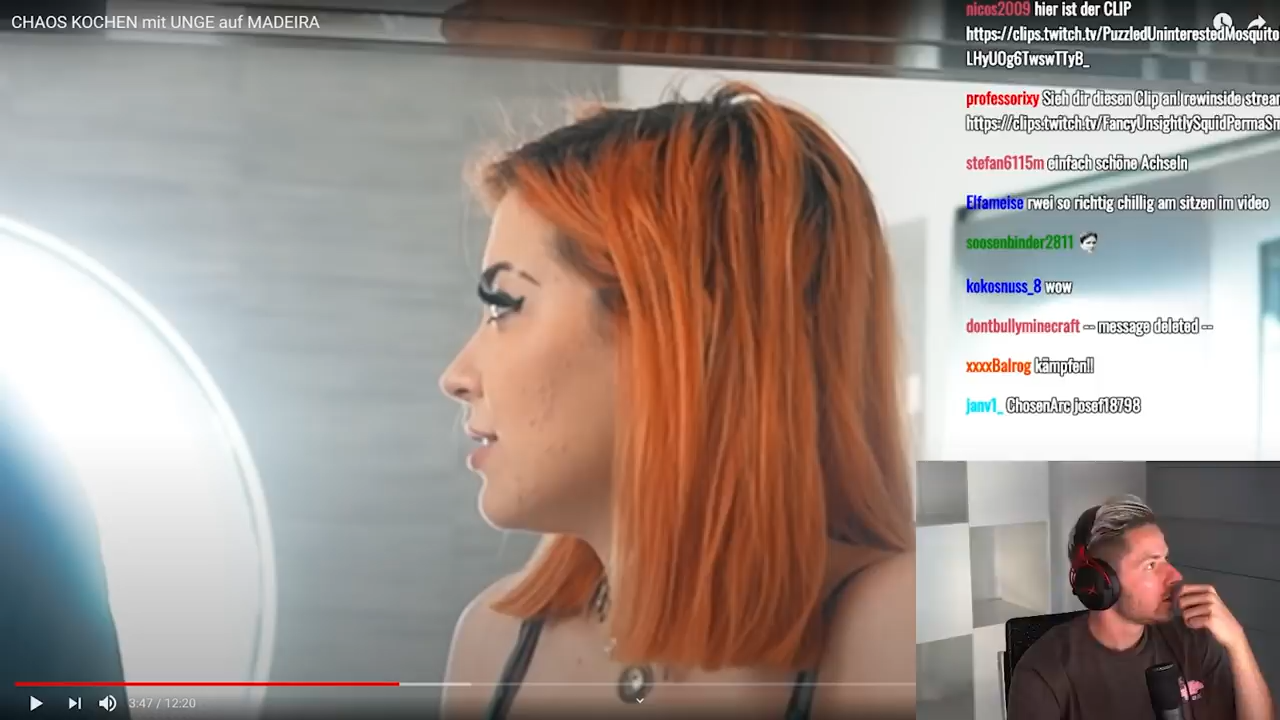 CHAOS KOCHEN mit UNGE auf MADEIRA
nicos2009 hier ist der CLIP
https://clips.twitch.tv/PuzzledUninterestedMosquito
LHyUOg6TwswTTyB_
professorixy Sieh dir diesen Clip an! rewinside strea
https://clips.twitch.tv/FancyUnsightlySquidPermaSm
stefan6115m einfach schöne Achseln
Elfameise rwei so richtig chillig am sitzen im video
soosenbinder2811
kokosnuss_8 wow
dontbullyminecraft -- message deleted --
xxxxBalrog kämpfen!!
janv1_ ChosenArc josef18798
3:47 / 12:20